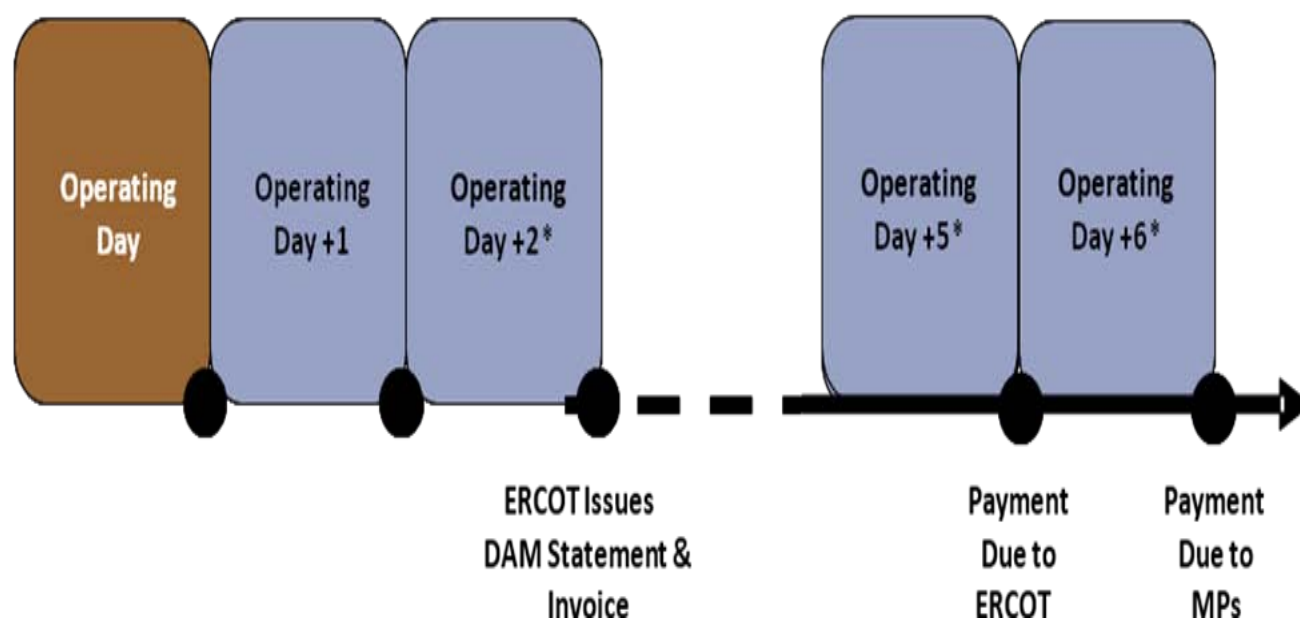 Operating
Day
Operating
Day +1
Operating
Day +2*
Operating
Day +5*
Operating
Day +6*
ERCOT Issues
DAM Statement &
Invoice
Payment
Due to
ERCOT
Payment
Due to
MPs